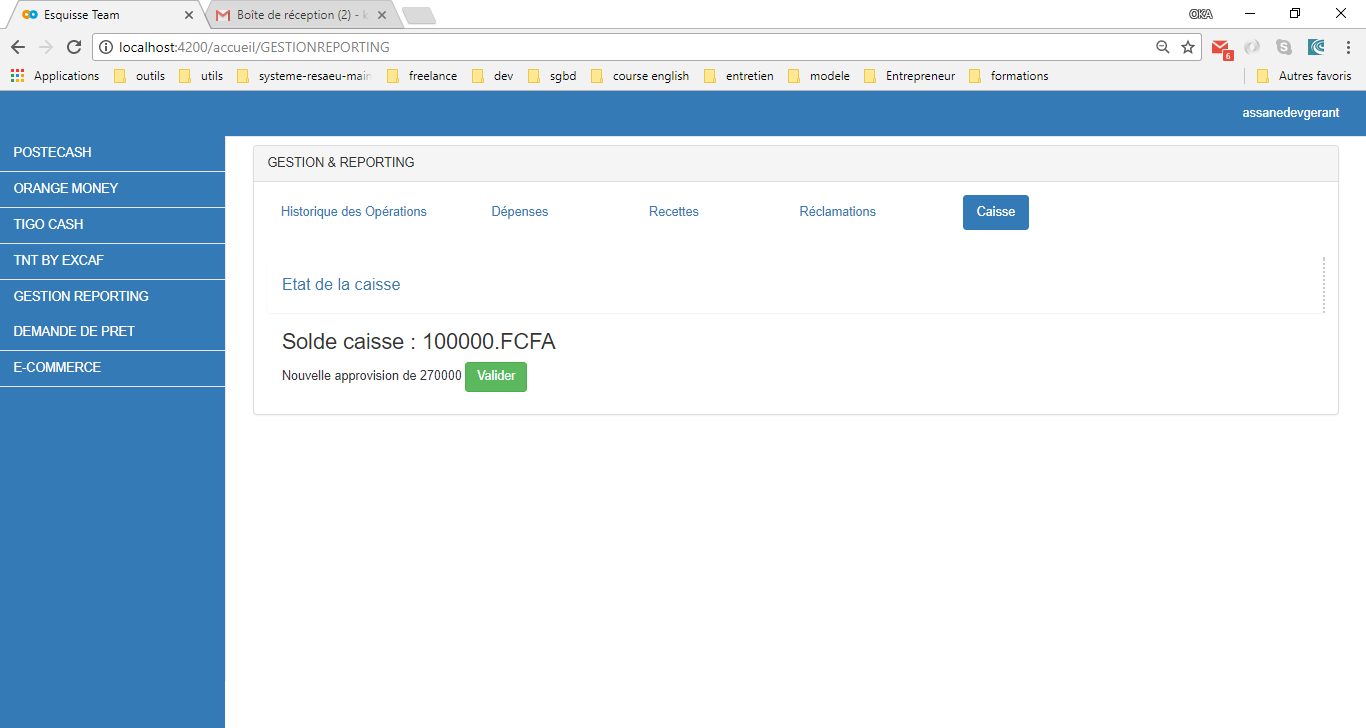 Esquisse Team
Boîte de réception (2) - k
OKA
localhost:4200/accueil/GESTIONREPORTING
6
Applications outils utils systeme-resaeu-main freelance dev sgbd course english entretien modele Entrepreneur formations Autres favoris
assanedevgerant
POSTECASH
ORANGE MONEY
TIGO CASH
TNT BY EXCAF
GESTION REPORTING
DEMANDE DE PRET
E-COMMERCE
GESTION & REPORTING
Historique des Opérations Dépenses Recettes Réclamations Caisse
Etat de la caisse
Solde caisse : 100000.FCFA
Nouvelle approvision de 270000 Valider